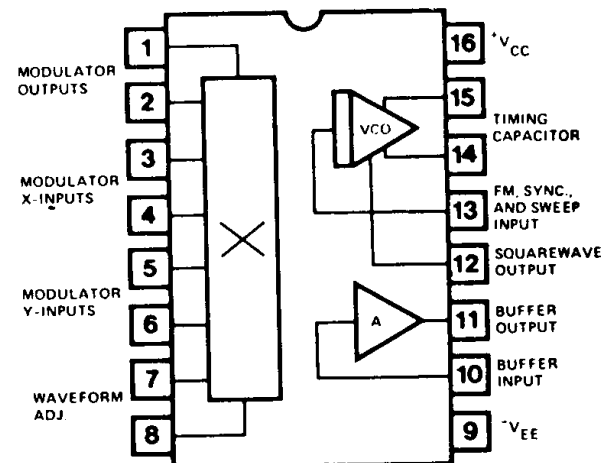 1
MODULATOR
OUTPUTS
2
3
MODULATOR
X-INPUTS
4
5
MODULATOR
Y-INPUTS
6
7
WAVEFORM
ADJ.
8
X
VCO
A
16 +VCC
15
TIMING
CAPACITOR
14
FM, SYNC.,
13 AND SWEEP
INPUT
12 SQUAREWAVE
OUTPUT
11 BUFFER
OUTPUT
10 BUFFER
INPUT
9 -VEE